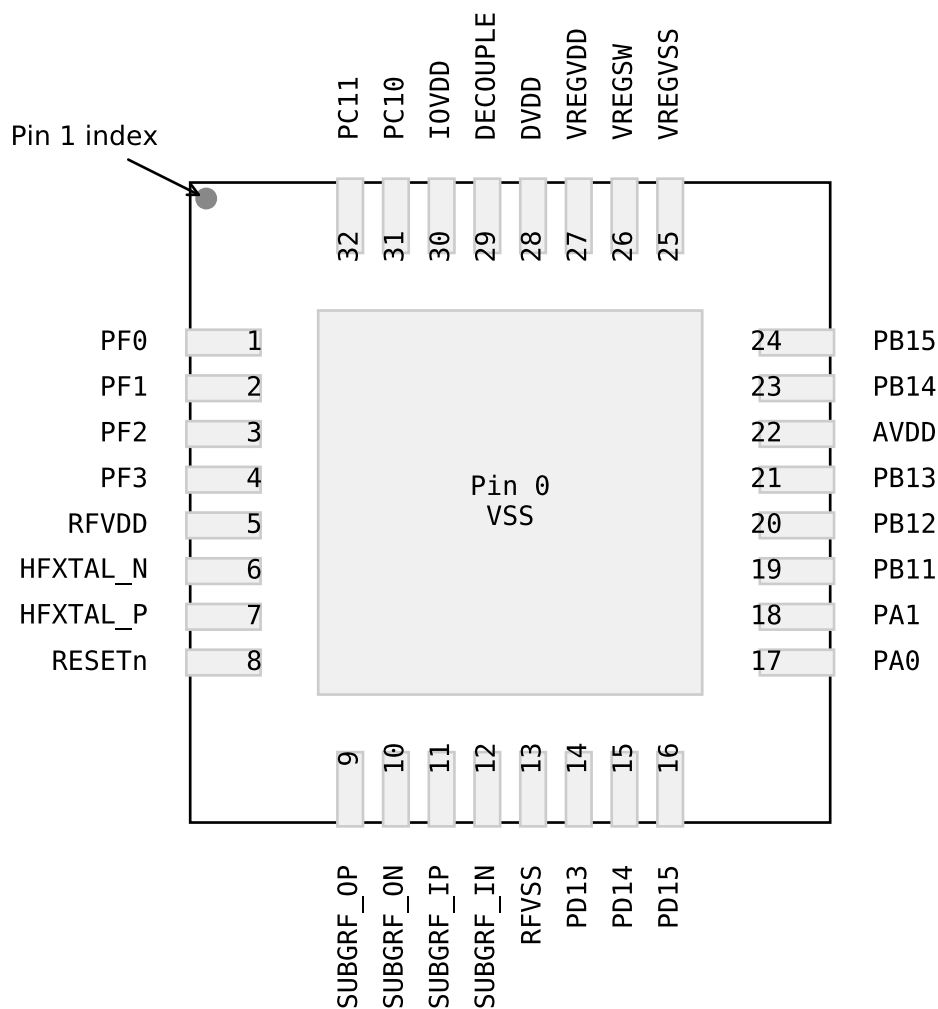 PC11
PC10
IOVDD
DECOUPLE
DVDD
VREGVDD
VREGSW
VREGVSS
Pin 1 index
32
31
30
29
28
27
26
25
PF0 1
PF1 2
PF2 3
PF3 4
RFVDD 5
HFXTAL_N 6
HFXTAL_P 7
RESETn 8
Pin 0
VSS
24 PB15
23 PB14
22 AVDD
21 PB13
20 PB12
19 PB11
18 PA1
17 PA0
9
10
11
12
13
14
15
16
SUBGRF_OP
SUBGRF_ON
SUBGRF_IP
SUBGRF_IN
RFVSS
PD13
PD14
PD15